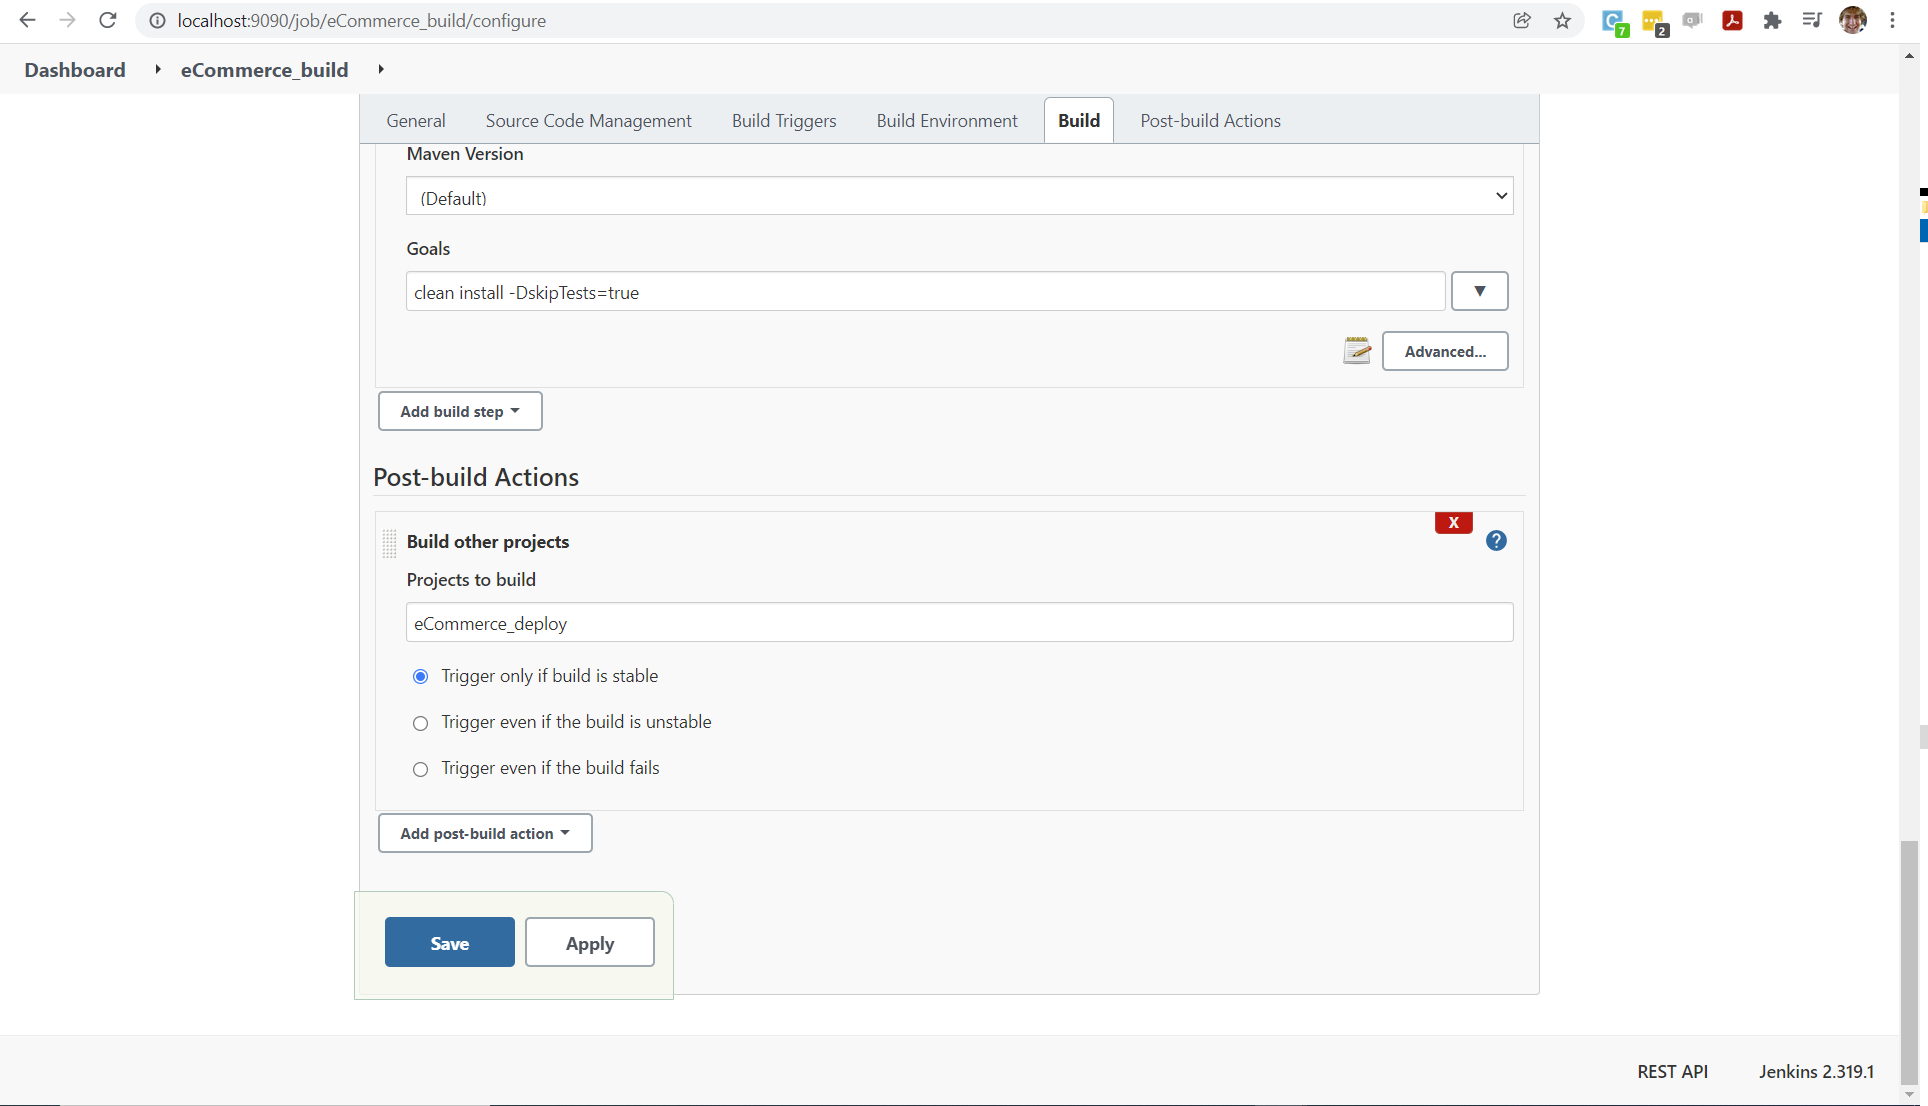 localhost:9090/job/eCommerce_build/configure
7
2
Dashboard
eCommerce_build
General
Source Code Management
Build Triggers
Build Environment
Build
Post-build Actions
Maven Version
(Default)
Goals
clean install -DskipTests=true
Advanced...
Add build step
Post-build Actions
X
Build other projects
?
Projects to build
eCommerce_deploy
Trigger only if build is stable
Trigger even if the build is unstable
Trigger even if the build fails
Add post-build action
Save
Apply
REST API
Jenkins 2.319.1